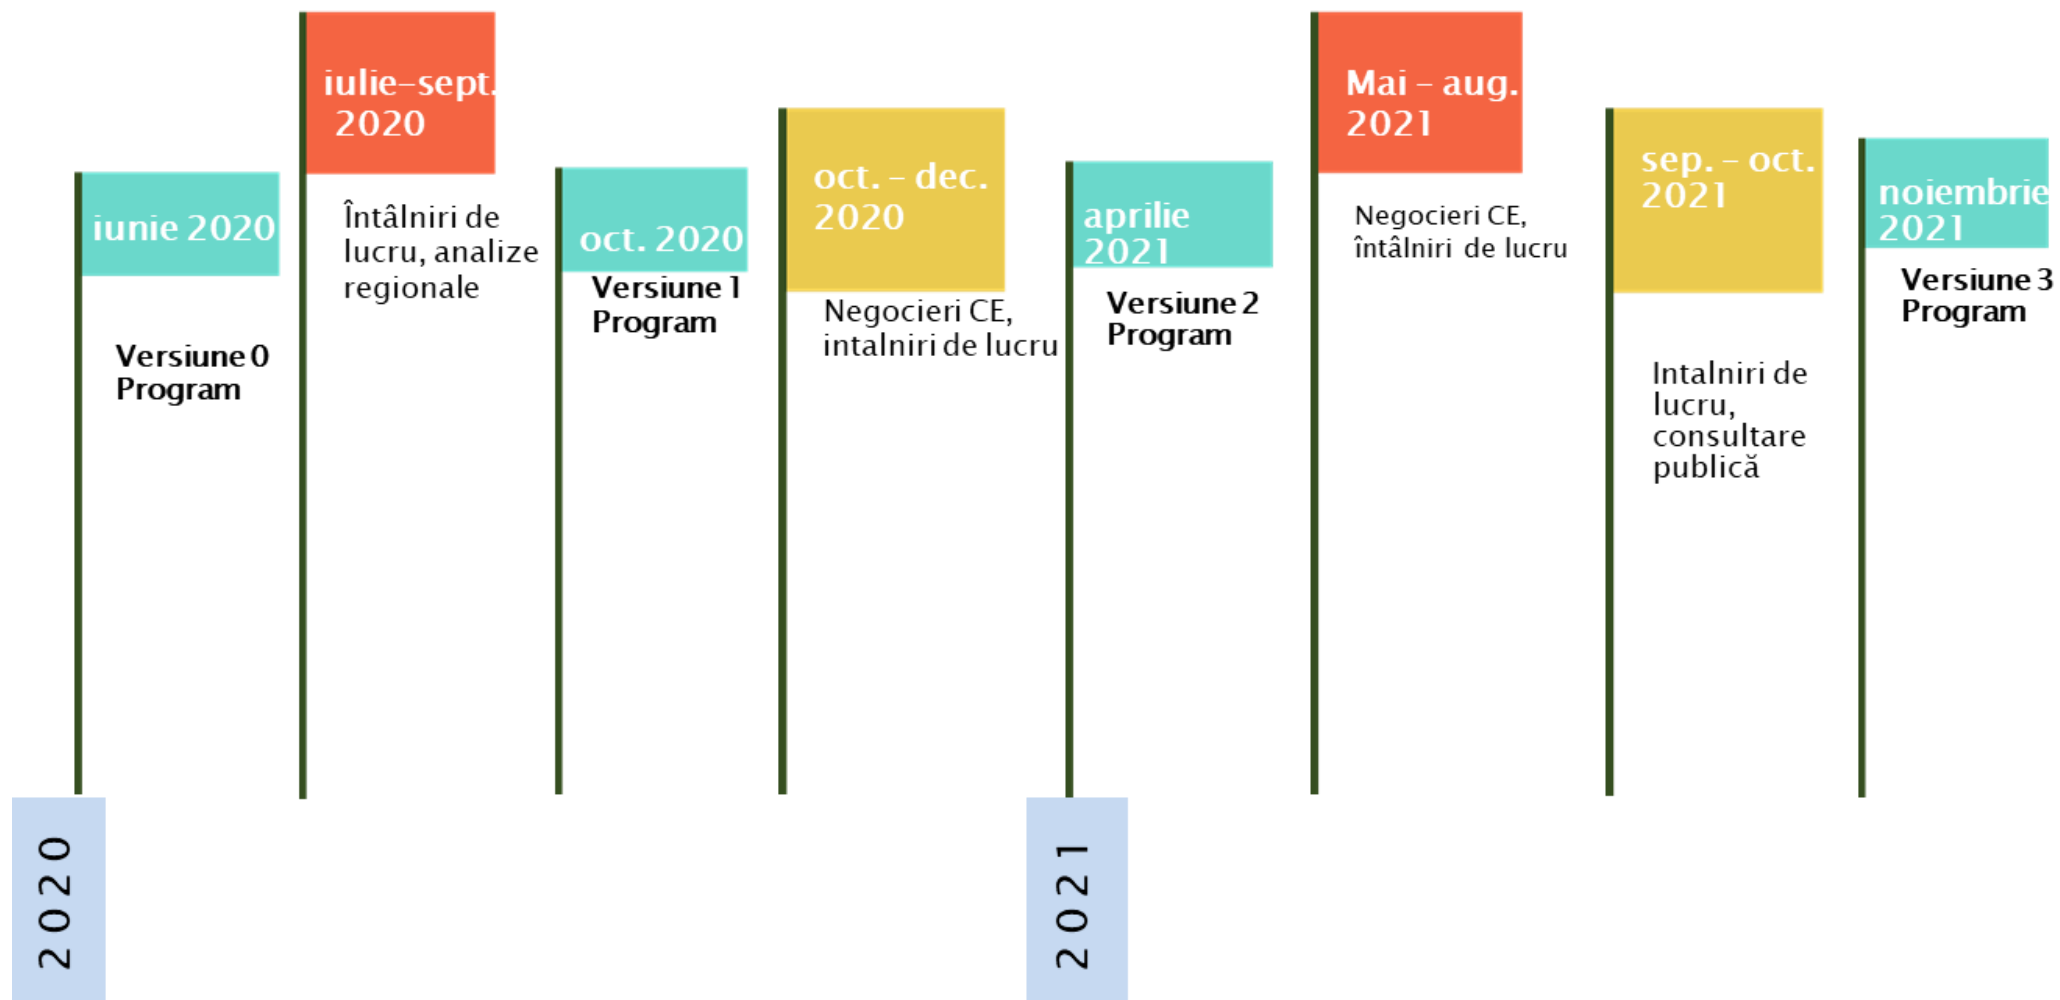 iunie 2020
Versiune 0
Program
iulie-sept.
2020
Întâlniri de
lucru, analize
regionale
oct. 2020
Versiune 1
Program
oct. - dec.
2020
Negocieri CE,
intalniri de lucru
aprilie
2021
Versiune 2
Program
Mai - aug.
2021
Negocieri CE,
întâlniri de lucru
sep. - oct.
2021
Intalniri de
lucru,
consultare
publică
noiembrie
2021
Versiune 3
Program
2020
2021